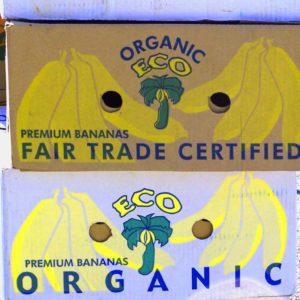 ORGANIC
ECO
PREMIUM BANANAS
FAIR TRADE CERTIFIED
ECO
PREMIUM BANANAS
ORGANIC